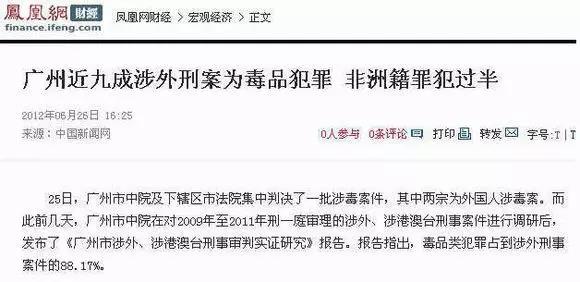 鳳凰網 财经
finance.ifeng.com
凤凰网财经 > 宏观经济 > 正文
广州近九成涉外刑案为毒品犯罪 非洲籍罪犯过半
2012年06月26日 16:25
来源：中国新闻网
0人参与 0条评论 打印 转发 字号:T | T
25日，广州市中院及下辖区市法院集中判决了一批涉毒案件，其中两宗为外国人涉毒案。而
此前几天，广州市中院在对2009年至2011年刑一庭审理的涉外、涉港澳台刑事案件进行调研后，
发布了《广州市涉外、涉港澳台刑事审判实证研究》报告。报告指出，毒品类犯罪占到涉外刑事
案件的88.17%。